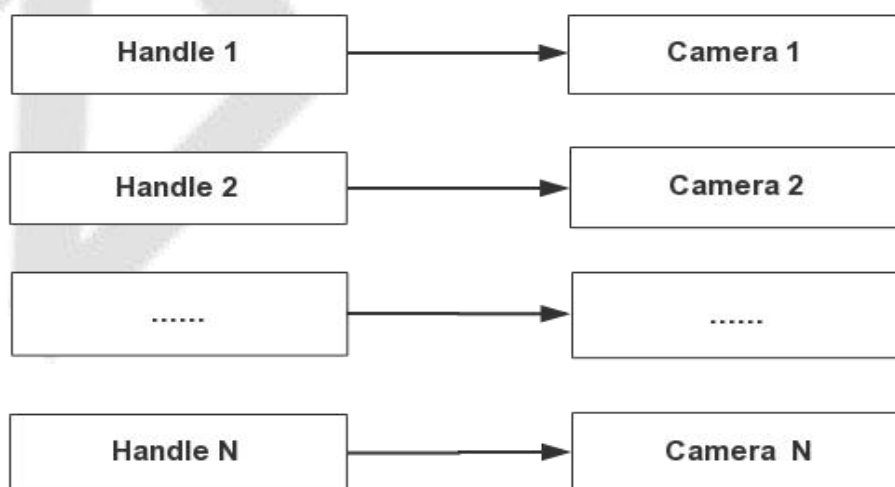 Handle 1
Camera 1
Handle 2
Camera 2
......
......
Handle N
Camera N